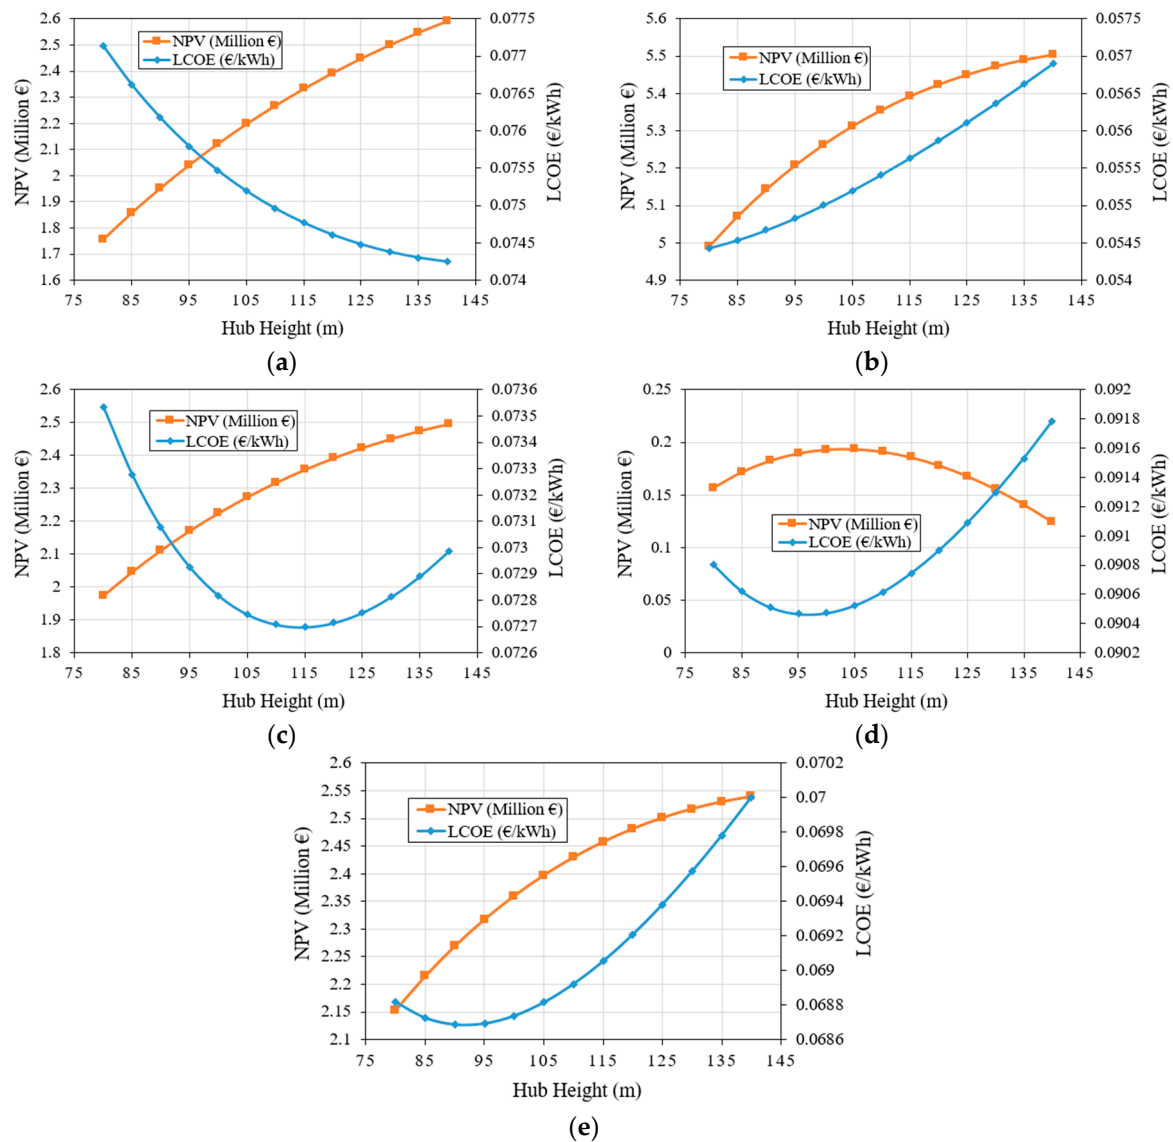 2.6
2.5
2.4
2.3
2.2
2.1
2
1.9
1.8
1.7
1.6
NPV (Million €)
NPV (Million €)
LCOE (€/kWh)
0.0775
0.077
0.0765
0.076
0.0755
0.075
0.0745
0.074
LCOE (€/kWh)
75 85 95 105 115 125 135 145
Hub Height (m)
(a)
5.6
5.5
5.4
5.3
5.2
5.1
5
4.9
NPV (Million €)
NPV (Million €)
LCOE (€/kWh)
0.0575
0.057
0.0565
0.056
0.0555
0.055
0.0545
0.054
LCOE (€/kWh)
75 85 95 105 115 125 135 145
Hub Height (m)
(b)
2.6
2.5
2.4
2.3
2.2
2.1
2
1.9
1.8
NPV (Million €)
NPV (Million €)
LCOE (€/kWh)
0.0736
0.0735
0.0734
0.0733
0.0732
0.0731
0.073
0.0729
0.0728
0.0727
0.0726
LCOE (€/kWh)
75 85 95 105 115 125 135 145
Hub Height (m)
(c)
0.25
0.2
0.15
0.1
0.05
0
NPV (Million €)
NPV (Million €)
LCOE (€/kWh)
0.092
0.0918
0.0916
0.0914
0.0912
0.091
0.0908
0.0906
0.0904
0.0902
LCOE (€/kWh)
75 85 95 105 115 125 135 145
Hub Height (m)
(d)
2.6
2.55
2.5
2.45
2.4
2.35
2.3
2.25
2.2
2.15
2.1
NPV (Million €)
NPV (Million €)
LCOE (€/kWh)
0.0702
0.07
0.0698
0.0696
0.0694
0.0692
0.069
0.0688
0.0686
LCOE (€/kWh)
75 85 95 105 115 125 135 145
Hub Height (m)
(e)